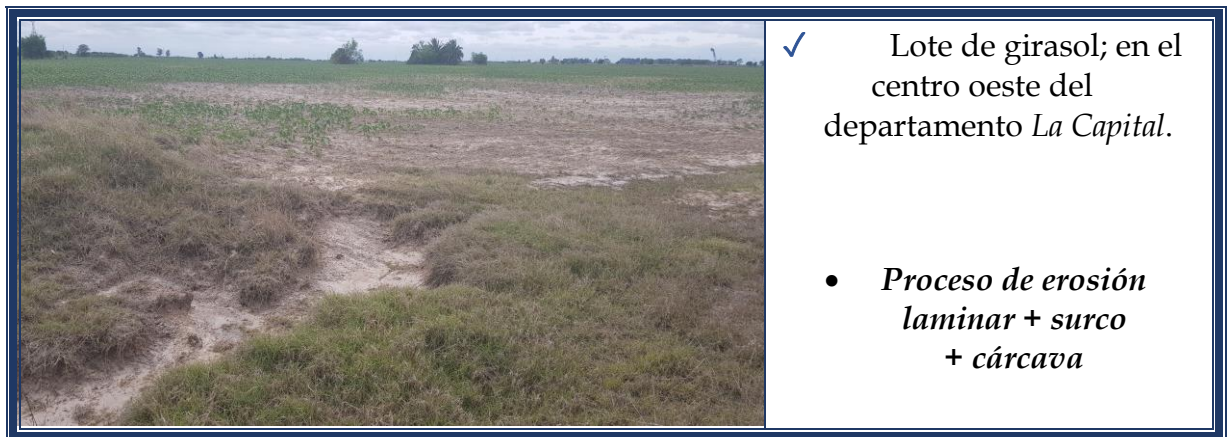 ✓ Lote de girasol; en el
centro oeste del
departamento La Capital.
• Proceso de erosión
laminar + surco
+ cárcava